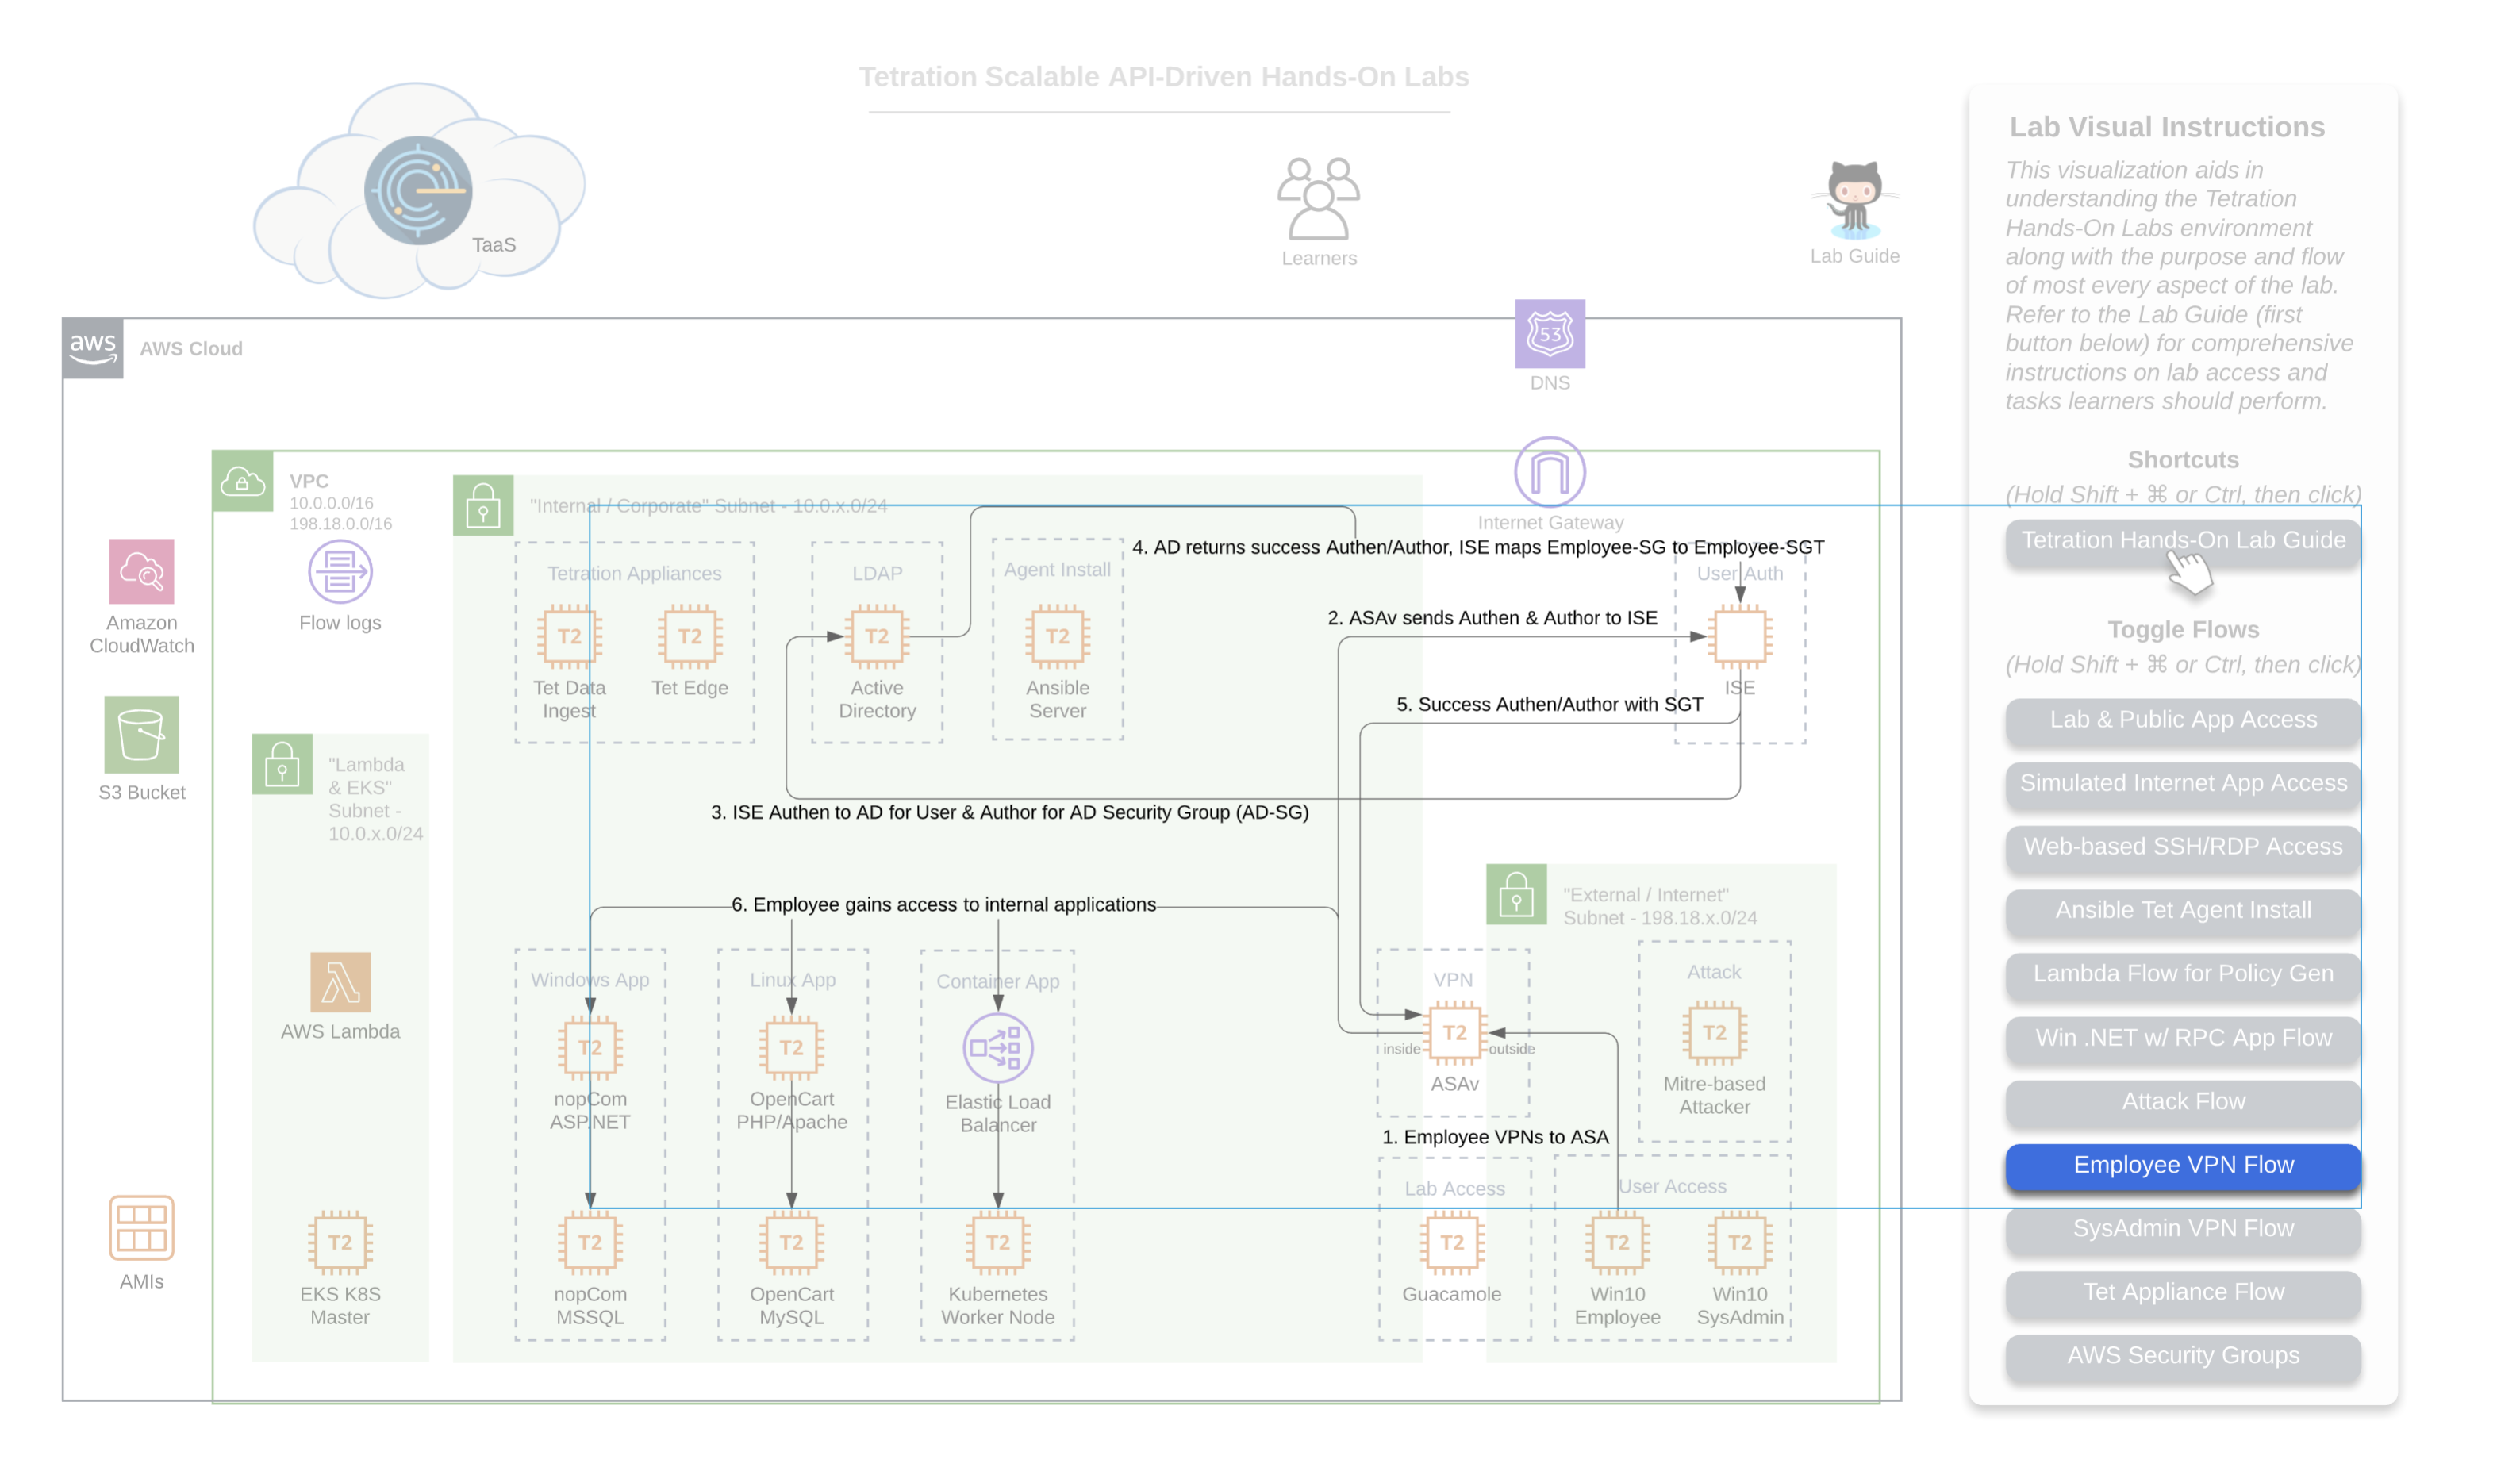 Tetration Scalable API-Driven Hands-On Labs
TaaS
Learners
Lab Guide
aws
AWS Cloud
53
DNS
VPC
10.0.0.0/16
198.18.0.0/16
Flow logs
Amazon
CloudWatch
S3 Bucket
AMIs
"Lambda
& EKS"
Subnet -
10.0.x.0/24
AWS Lambda
T2
EKS K8S
Master
"Internal / Corporate" Subnet - 10.0.x.0/24
Internet Gateway
4. AD returns success Authen/Author, ISE maps Employee-SG to Employee-SGT
Tetration Appliances
T2
Tet Data
Ingest
T2
Tet Edge
LDAP
T2
Active
Directory
Agent Install
T2
Ansible
Server
User Auth
ISE
2. ASAv sends Authen & Author to ISE
5. Success Authen/Author with SGT
3. ISE Authen to AD for User & Author for AD Security Group (AD-SG)
6. Employee gains access to internal applications
Windows App
T2
nopCom
ASP.NET
T2
nopCom
MSSQL
Linux App
T2
OpenCart
PHP/Apache
T2
OpenCart
MySQL
Container App
Elastic Load
Balancer
T2
Kubernetes
Worker Node
"External / Internet"
Subnet - 198.18.x.0/24
VPN
T2
inside
outside
ASAv
Attack
T2
Mitre-based
Attacker
1. Employee VPNs to ASA
Lab Access
T2
Guacamole
User Access
T2
Win10
Employee
T2
Win10
SysAdmin
Lab Visual Instructions
This visualization aids in
understanding the Tetration
Hands-On Labs environment
along with the purpose and flow
of most every aspect of the lab.
Refer to the Lab Guide (first
button below) for comprehensive
instructions on lab access and
tasks learners should perform.
Shortcuts
(Hold Shift + ⌘ or Ctrl, then click)
Tetration Hands-On Lab Guide
Toggle Flows
(Hold Shift + ⌘ or Ctrl, then click)
Lab & Public App Access
Simulated Internet App Access
Web-based SSH/RDP Access
Ansible Tet Agent Install
Lambda Flow for Policy Gen
Win .NET w/ RPC App Flow
Attack Flow
Employee VPN Flow
SysAdmin VPN Flow
Tet Appliance Flow
AWS Security Groups